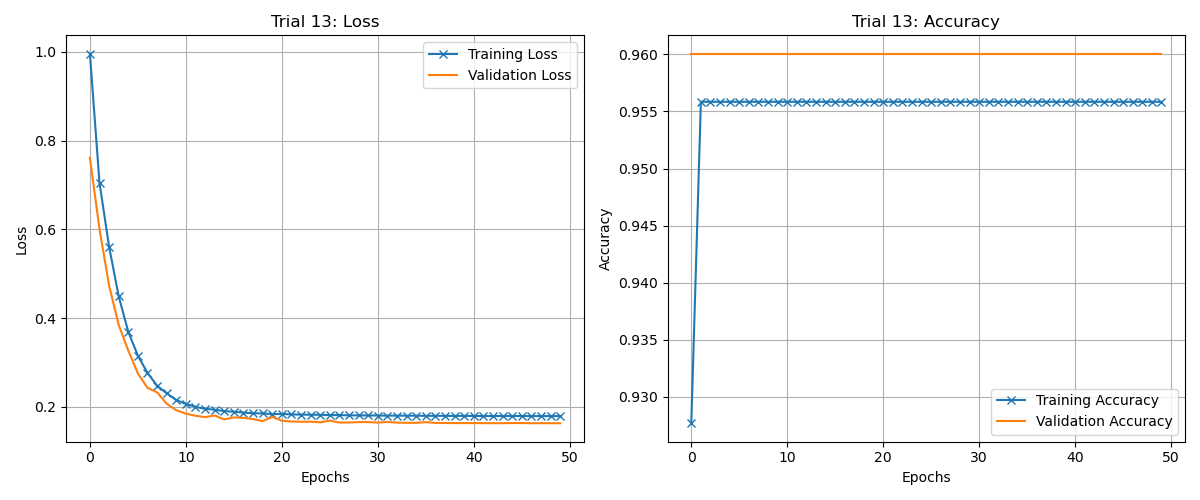 Trial 13: Loss
1.0
0.8
0.6
0.4
0.2
Loss
0
10
20
30
40
50
Epochs
Training Loss
Validation Loss
Trial 13: Accuracy
0.960
0.955
0.950
0.945
0.940
0.935
0.930
Accuracy
0
10
20
30
40
50
Epochs
Training Accuracy
Validation Accuracy